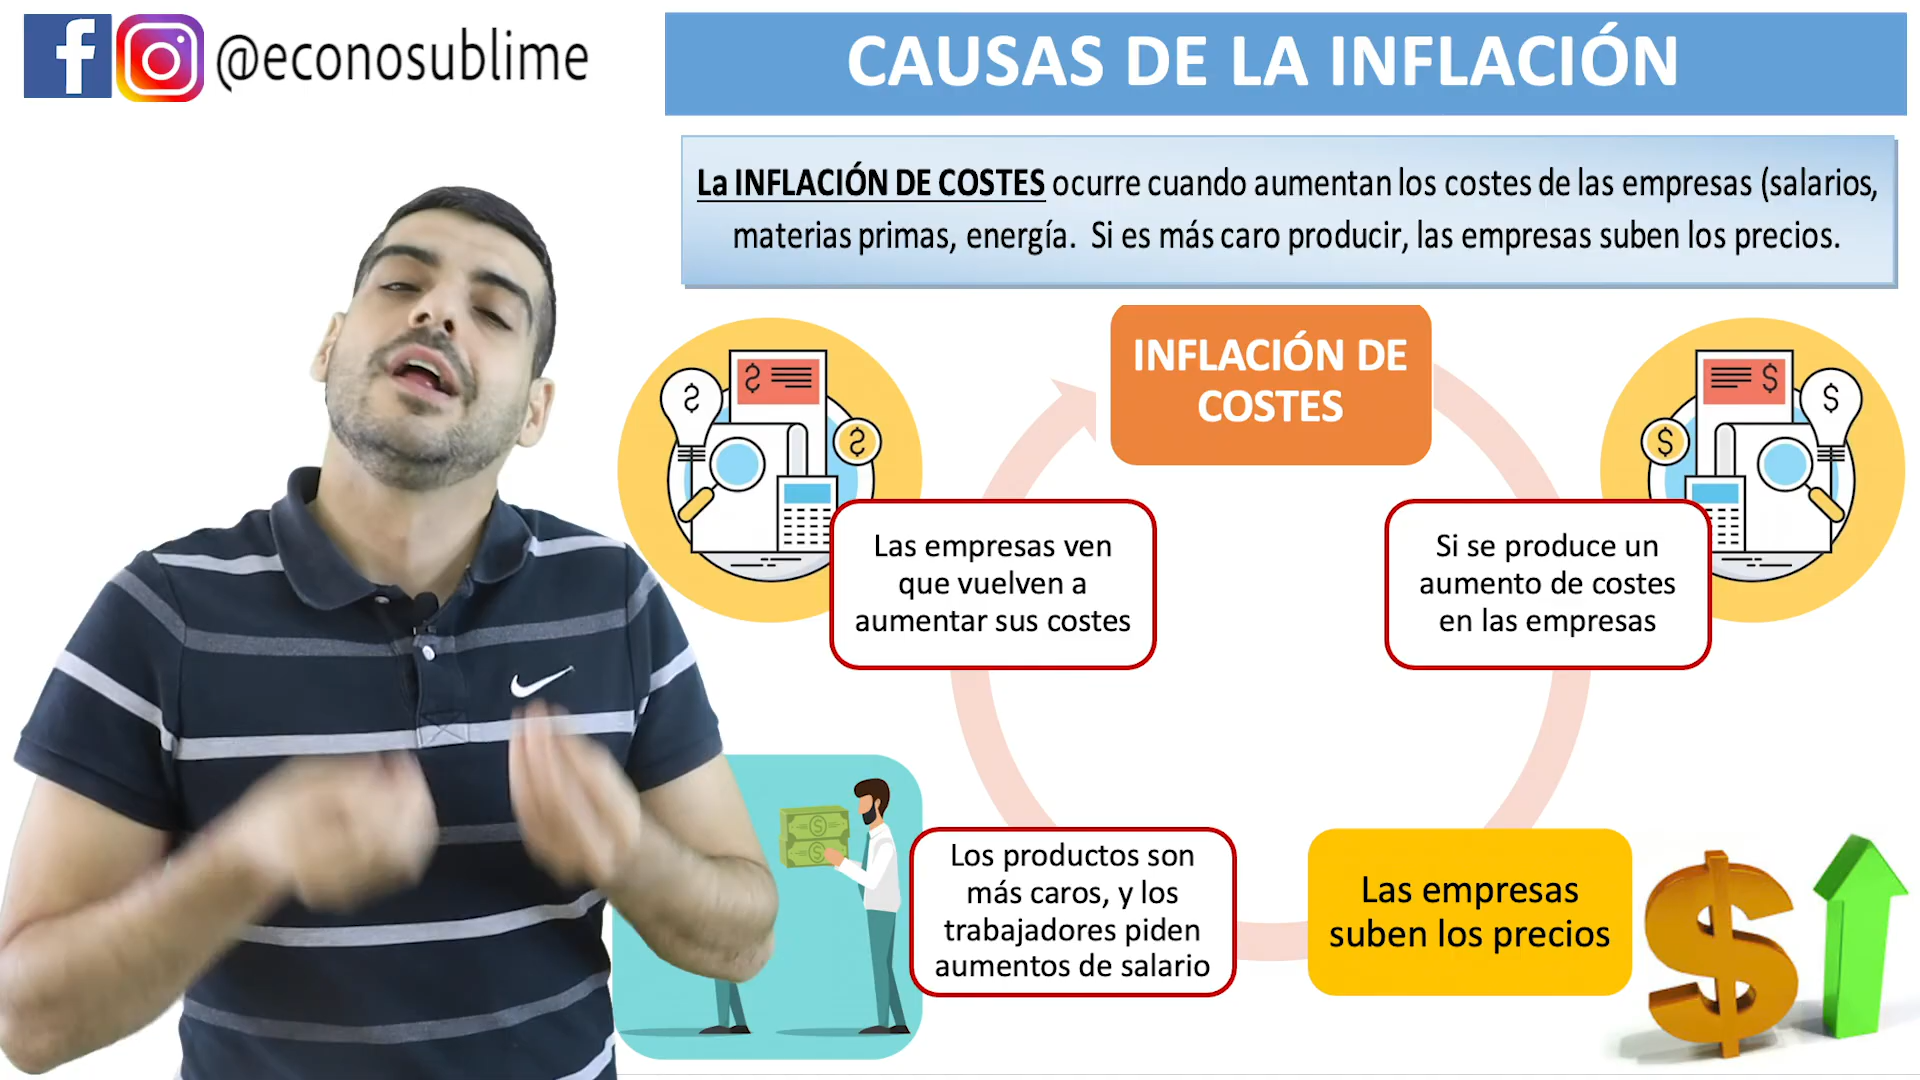 @econosublime
CAUSAS DE LA INFLACIÓN
La INFLACIÓN DE COSTES ocurre cuando aumentan los costes de las empresas (salarios,
materias primas, energía.  Si es más caro producir, las empresas suben los precios.
INFLACIÓN DE
COSTES
Si se produce un
aumento de costes
en las empresas
Las empresas
suben los precios
Los productos son
más caros, y los
trabajadores piden
aumentos de salario
Las empresas ven
que vuelven a
aumentar sus costes